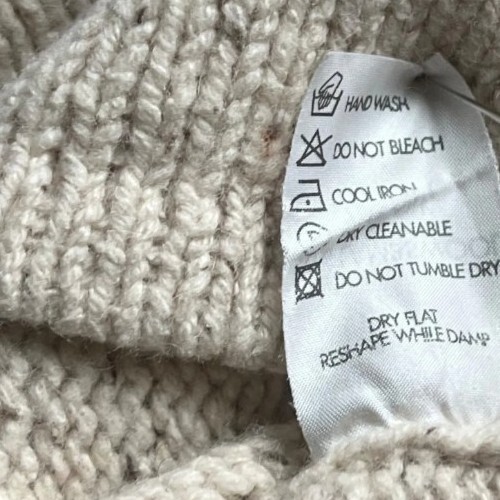 HAND WASH
DO NOT BLEACH
COOL IRON
DRY CLEANABLE
DO NOT TUMBLE DRY
DRY FLAT
RESHAPE WHILE DAMP